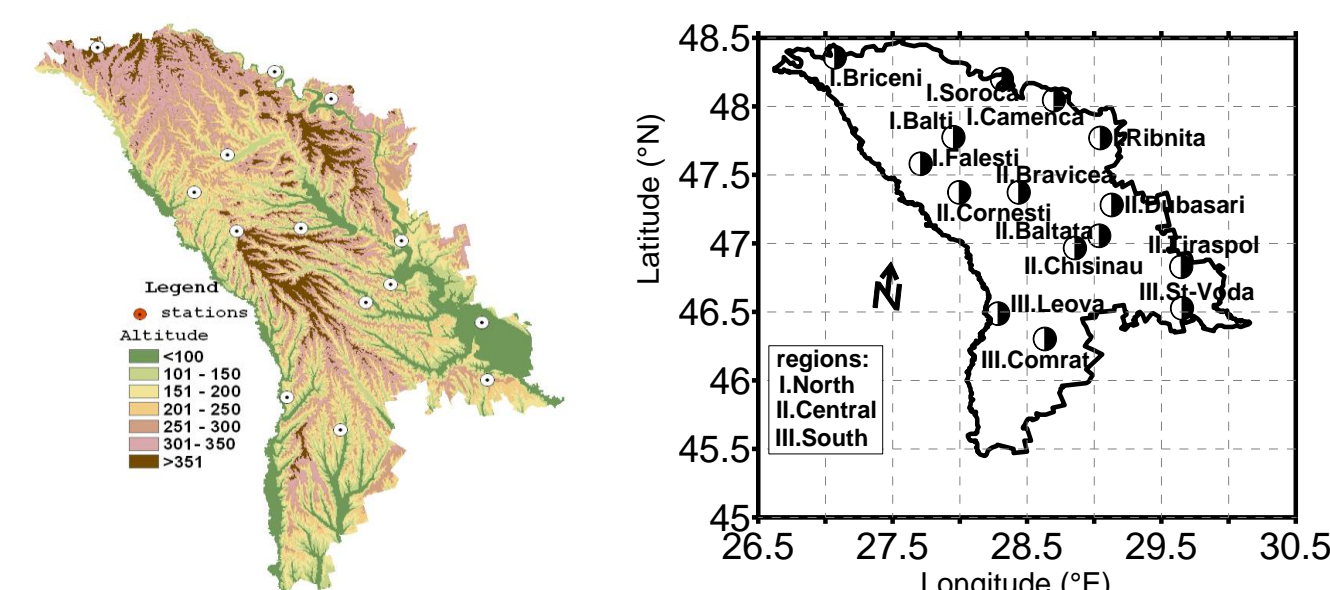 Legend
stations
Altitude
<100
101 - 150
151 - 200
201 - 250
251 - 300
301- 350
>351
Latiitude (°N)
48.5
48
47.5
47
46.5
46
45.5
45
I.Briceni
I.Soroca
I.Camenca
I.Balti
I.Ribnita
I.Falesti
II.Bravicea
II.Cornesti
II.Dubasari
II.Baltata
II.Tiraspol
II.Chisinau
III.St-Voda
III.Leova
III.Comrat
N
regions:
I.North
II.Central
III.South
26.5 27.5 28.5 29.5 30.5
Longitude (°E)